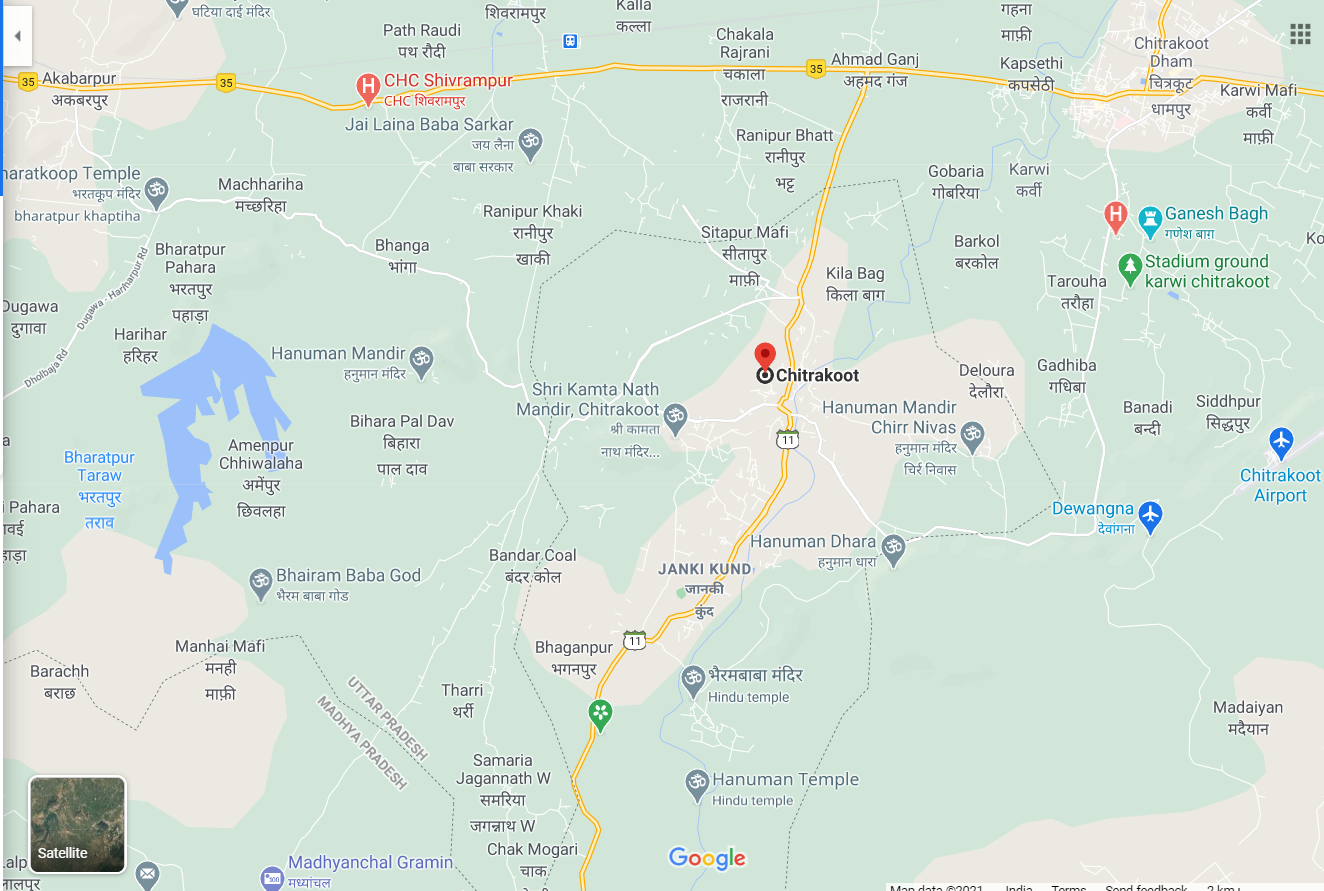 घटिया दाई मंदिर
शिवरामपुर
Kalla
कल्ला
गहना
माफ़ी
Path Raudi
पथ रौदी
Chakala
Rajrani
चकाला
राजरानी
Ahmad Ganj
अहमद गंज
Kapsethi
कपसेठी
Chitrakoot
Dham
चित्रकूट
धामपुर
Karwi Mafi
कर्वी
माफ़ी
35
Akabarpur
अकबरपुर
35
35
CHC Shivrampur
CHC शिवरामपुर
Jai Laina Baba Sarkar
जय लैना
बाबा सरकार
Ranipur Bhatt
रानीपुर
भट्ट
Gobaria
गोबरिया
Karwi
कर्वी
haratkoop Temple
भरतकूप मंदिर
bharatpur khaptiha
Machhariha
मच्छरिहा
Ranipur Khaki
रानीपुर
खाकी
Ganesh Bagh
गणेश बाग़
Sitapur Mafi
सीतापुर
माफ़ी
Barkol
बरकोल
Ko
Bhanga
भांगा
Bharatpur
Pahara
भरतपुर
पहाड़ा
Dugawa - Hariharpur Rd
Stadium ground
karwi chitrakoot
Kila Bag
किला बाग
Tarouha
तरौहा
Dugawa
दुगावा
Harihar
हरिहर
Dholbaja Rd
Hanuman Mandir
हनुमान मंदिर
Chitrakoot
Deloura
देलौरा
Gadhiba
गधिबा
Shri Kamta Nath
Mandir, Chitrakoot
श्री कामता
नाथ मंदिर...
Hanuman Mandir
Chirr Nivas
हनुमान मंदिर
चिर्र निवास
Banadi
बन्दी
Siddhpur
सिद्धपुर
Bihara Pal Dav
बिहारा
पाल दाव
11
Amenpur
Chhiwalaha
अमेंपुर
छिवलहा
Bharatpur
Taraw
भरतपुर
तराव
Chitrakoot
Airport
i Pahara
Dewangna
देवांगना
Hanuman Dhara
हनुमान धारा
Bandar Coal
बंदर कोल
JANKI KUND
जानकी
कुंद
Bhairam Baba God
भैरम बाबा गोड
11
Manhai Mafi
मनही
माफ़ी
Bhaganpur
भगनपुर
Barachh
बराछ
भैरमबाबा मंदिर
Hindu temple
Tharri
थर्री
UTTAR PRADESH
MADHYA PRADESH
Madaiyan
मदैयान
Samaria
Jagannath W
समरिया
जगन्नाथ W
Hanuman Temple
Hindu temple
Satellite
Chak Mogari
चाक
Madhyanchal Gramin
मध्यांचल
Google
Map data ©2021 India Terms Send feedback 2 km